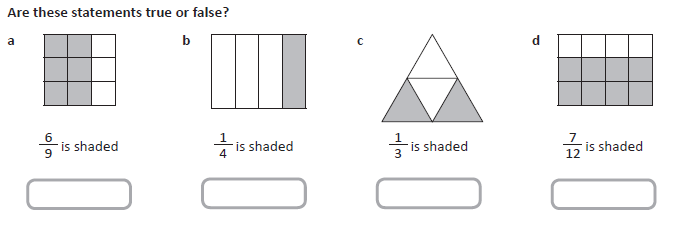 Are these statements true or false?
a b c d
6/9 is shaded 1/4 is shaded 1/3 is shaded 7/12 is shaded